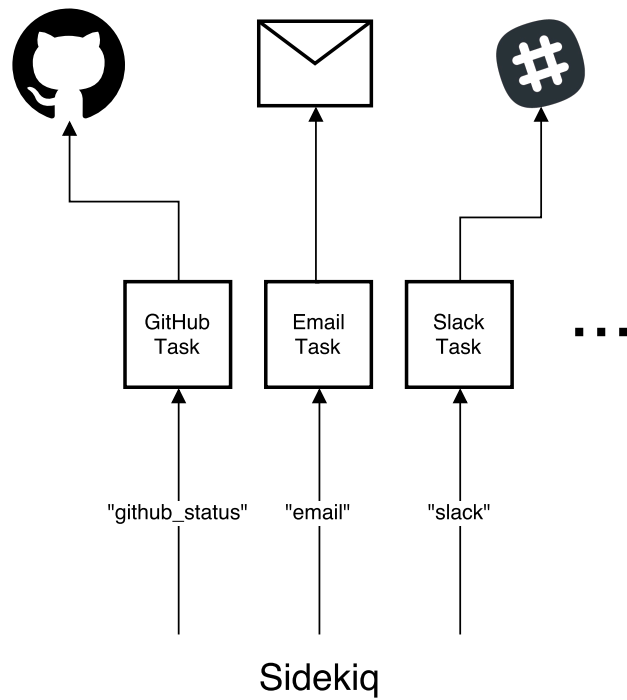 GitHub
Task
Email
Task
Slack
Task
...
"github_status"
"email"
"slack"
Sidekiq